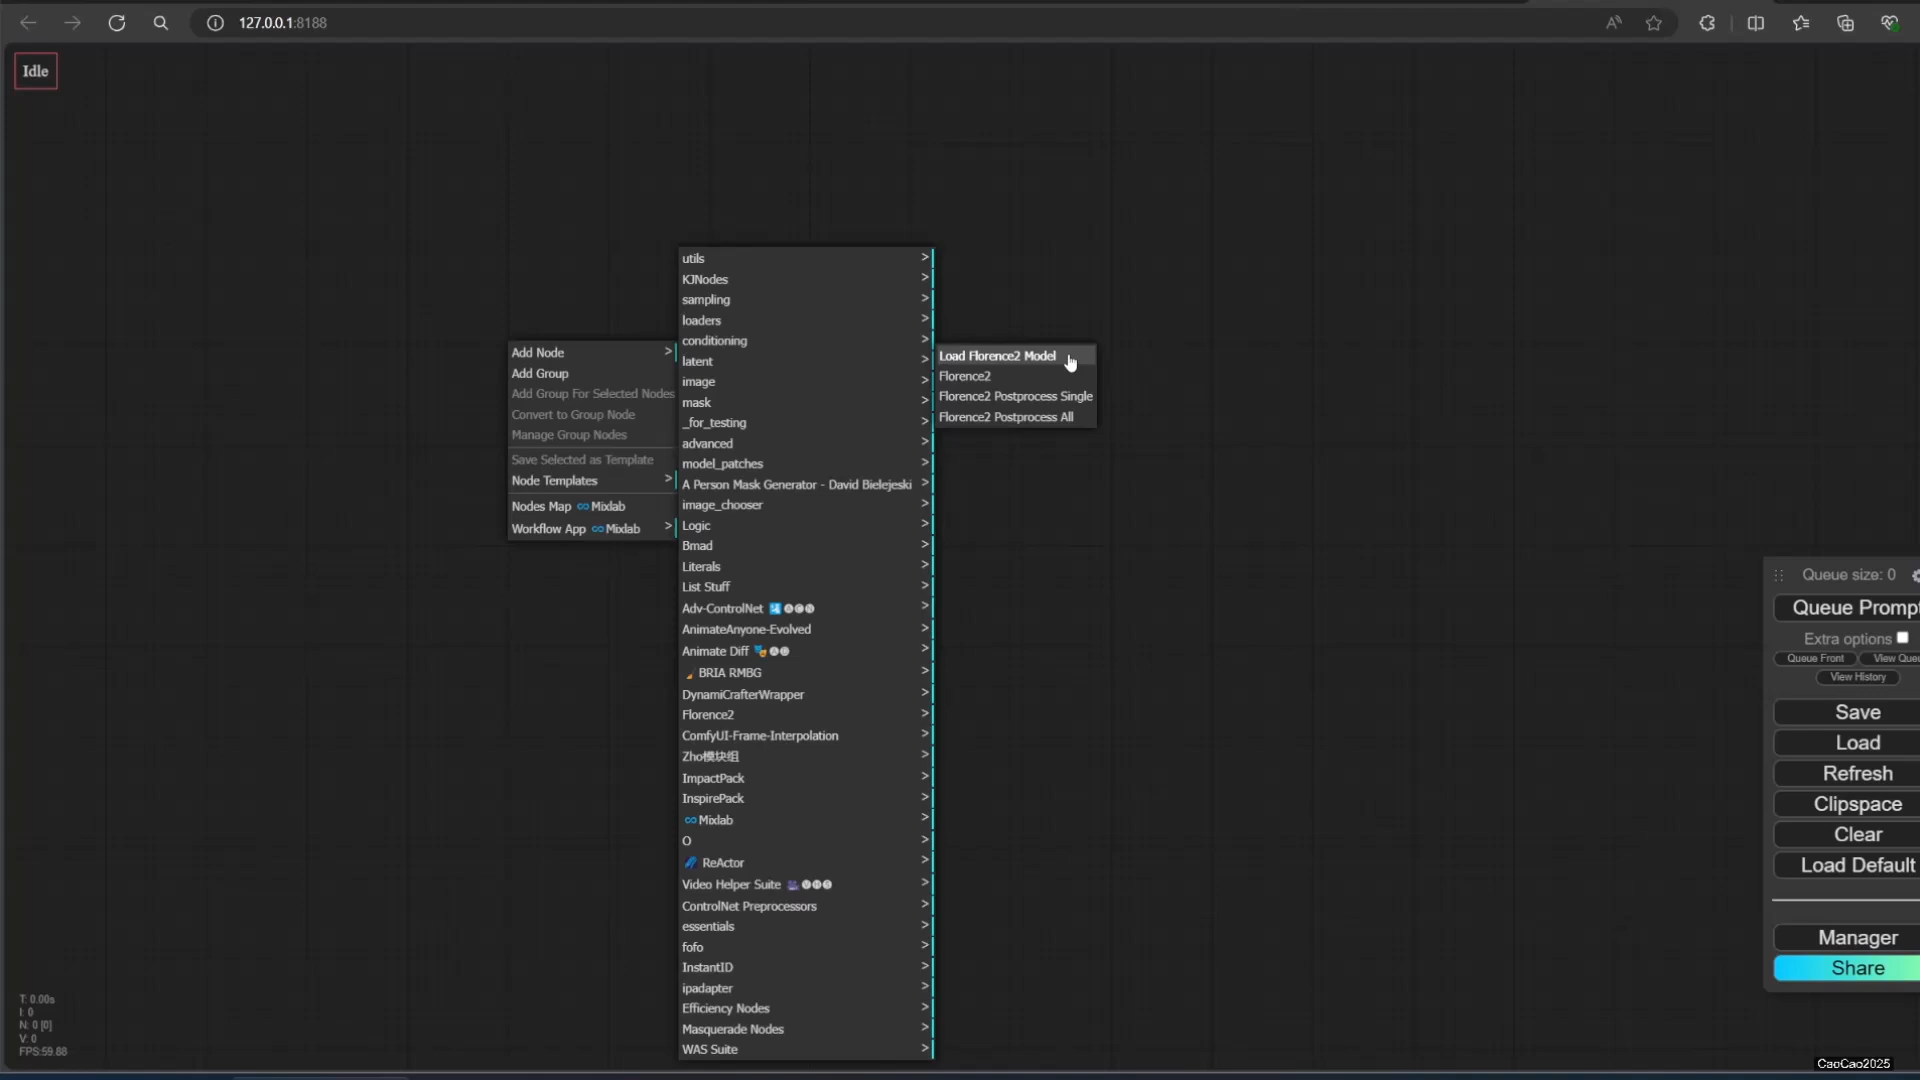 127.0.0.1:8188
Idle
Add Node >
Add Group
Add Group For Selected Nodes
Convert to Group Node
Manage Group Nodes
Save Selected as Template
Node Templates >
Nodes Map ♾️Mixlab
Workflow App ♾️Mixlab >
utils >
KJNodes >
sampling >
loaders >
conditioning >
latent >
image >
mask >
_for_testing >
advanced >
model_patches >
A Person Mask Generator - David Bielejeski >
image_chooser >
Logic >
Bmad >
Literals >
List Stuff >
Adv-ControlNet 🛂🅐🅒🅝 >
AnimateAnyone-Evolved >
Animate Diff 🎭🅐🅓 >
BRIA RMBG >
DynamiCrafterWrapper >
Florence2 >
ComfyUI-Frame-Interpolation >
Zho模块组 >
ImpactPack >
InspirePack >
♾️Mixlab >
O >
ReActor >
Video Helper Suite 🎥🅥🅗🅢 >
ControlNet Preprocessors >
essentials >
fofo >
InstantID >
ipadapter >
Efficiency Nodes >
Masquerade Nodes >
WAS Suite >
Load Florence2 Model
Florence2
Florence2 Postprocess Single
Florence2 Postprocess All
Queue size: 0
Queue Prompt
Extra options
Queue Front View Queu
View History
Save
Load
Refresh
Clipspace
Clear
Load Default
Manager
Share
T: 0.00s
I: 0
N: 0 [0]
V: 0
FPS:59.88
CaoCao2025